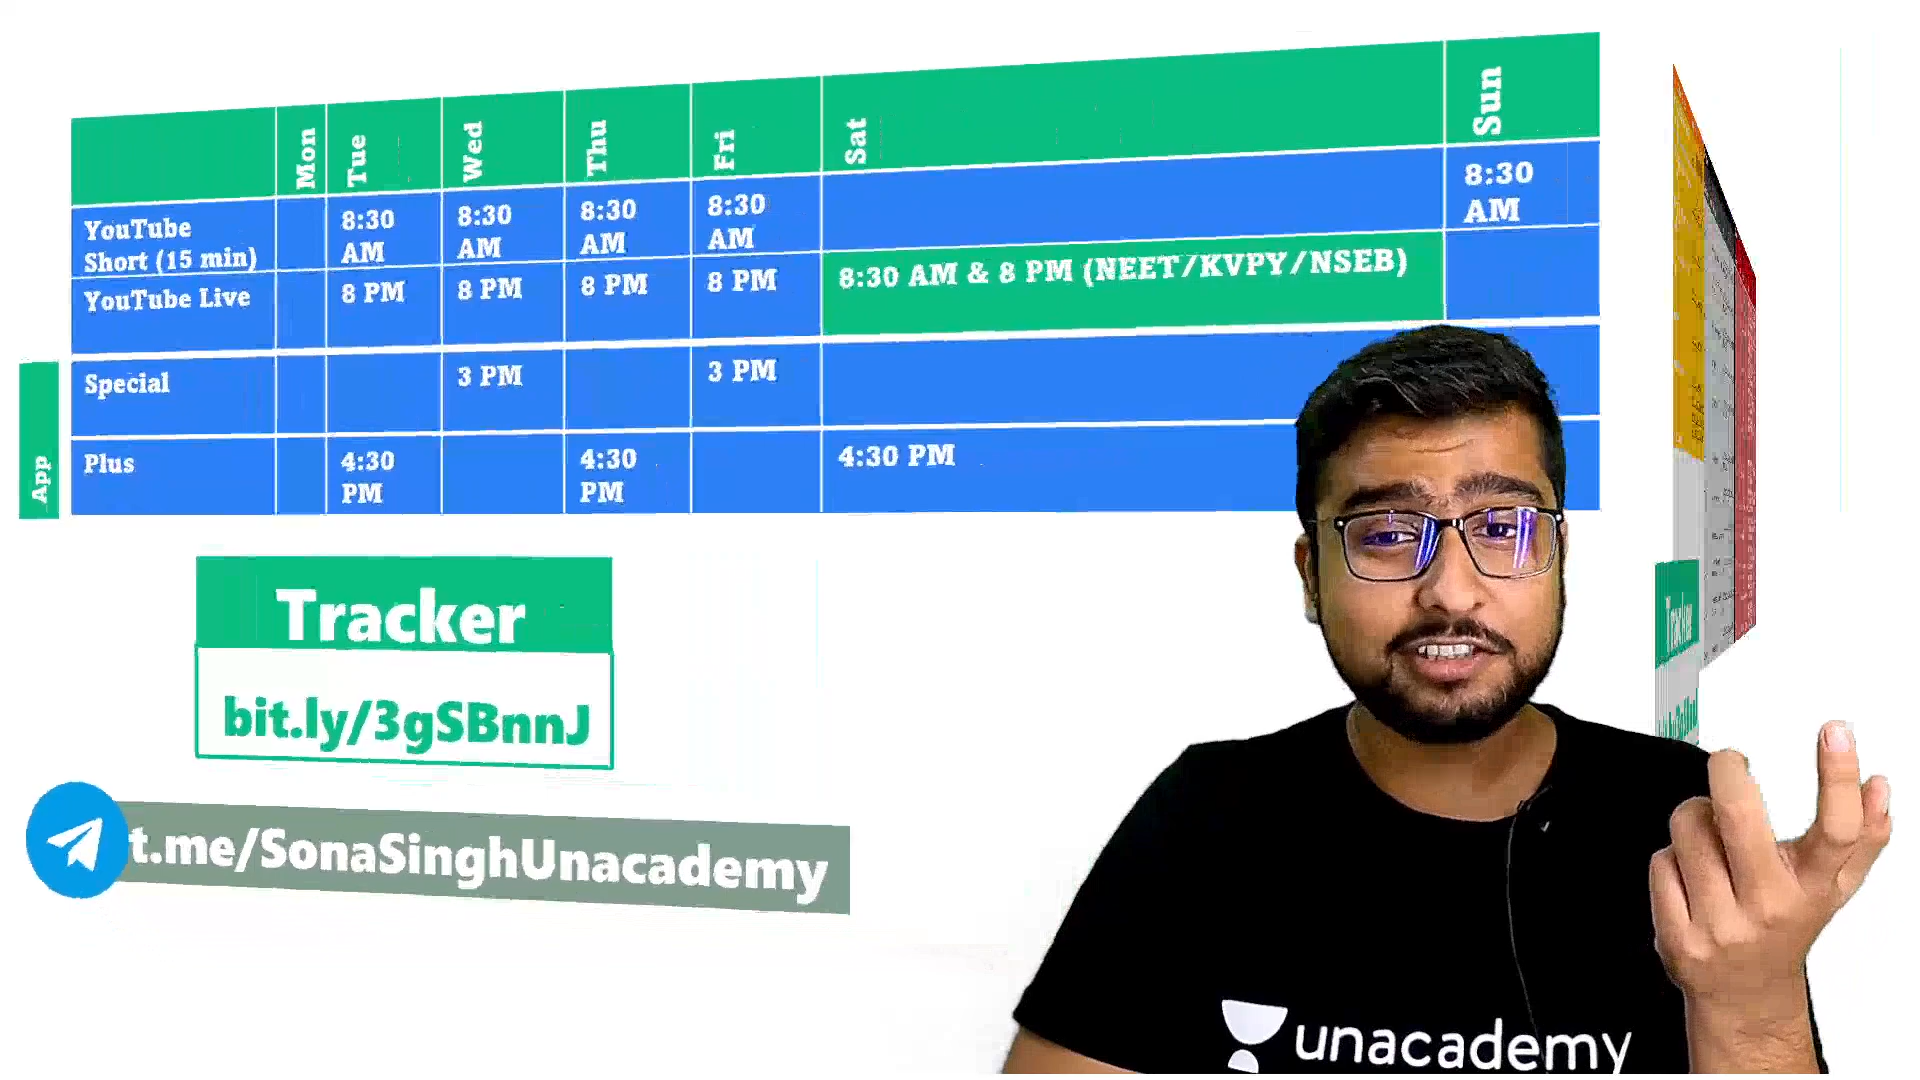 Mon Tue Wed Thu Fri Sat Sun
YouTube
Short (15 min)
8:30 AM
8:30 AM
8:30 AM
8:30 AM
8:30 AM
YouTube Live
8 PM
8 PM
8 PM
8 PM
8:30 AM & 8 PM (NEET/KVPY/NSEB)
App
Special
3 PM
3 PM
Plus
4:30 PM
4:30 PM
4:30 PM
Tracker
bit.ly/3gSBnnJ
t.me/SonaSinghUnacademy
unacademy
Tracker